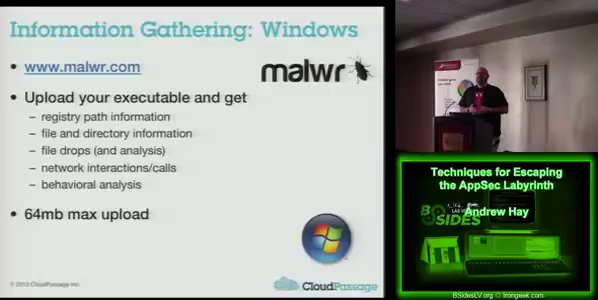 Information Gathering: Windows
• www.malwr.com
malwr
• Upload your executable and get
– registry path information
– file and directory information
– file drops (and analysis)
– network interactions/calls
– behavioral analysis
• 64mb max upload
© 2013 CloudPassage Inc.
CloudPassage
Techniques for Escaping
the AppSec Labyrinth
Andrew Hay
BSIDES
LAS VEGAS
BSidesLV.org
Irongeek.com